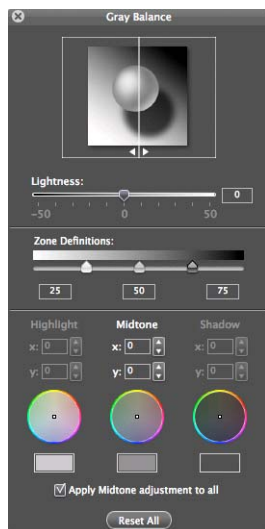 Gray Balance
Lightness:
0
-50 0 50
Zone Definitions:
25 50 75
Highlight Midtone Shadow
x: 0 x: 0 x: 0
y: 0 y: 0 y: 0
Apply Midtone adjustment to all
Reset All